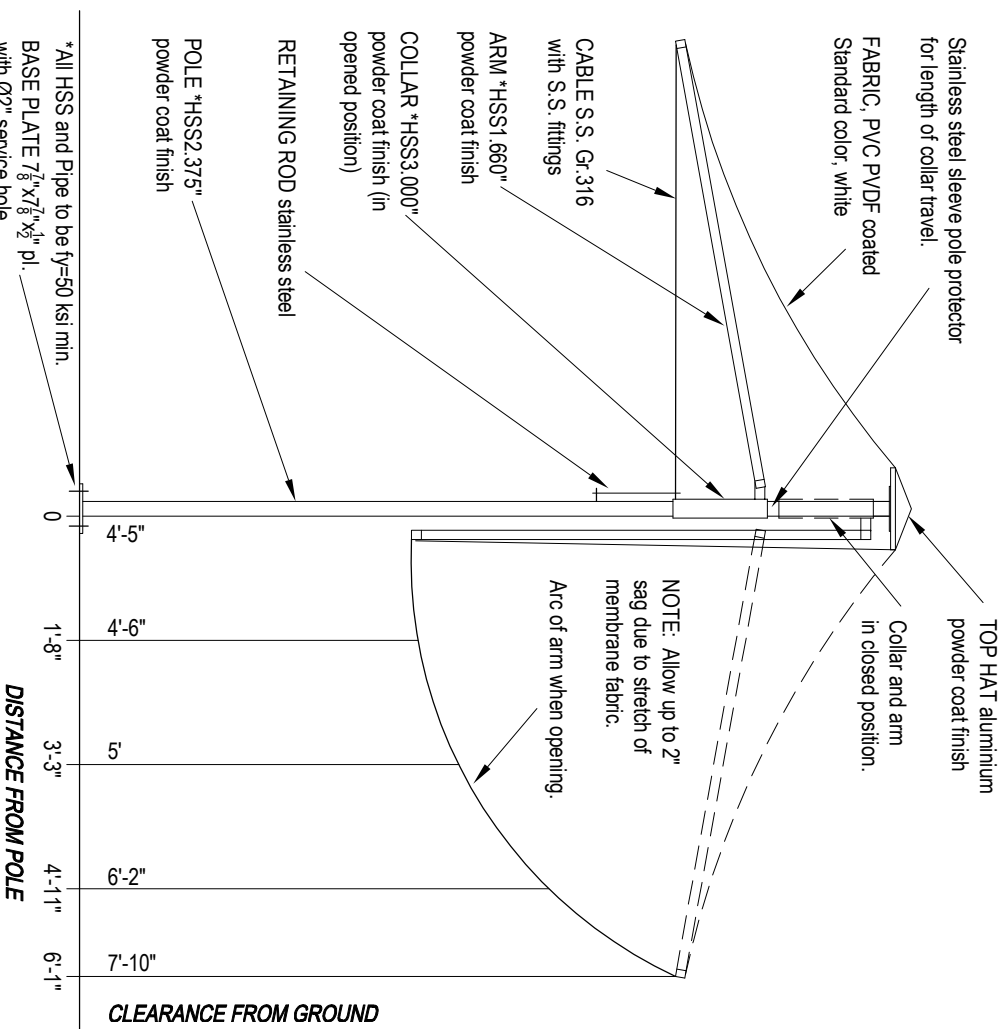 Stainless steel sleeve pole protector
for length of collar travel.
FABRIC, PVC PVDF coated
Standard color, white
CABLE S.S. Gr.316
with S.S. fittings
ARM *HSS1.660"
powder coat finish
COLLAR *HSS3.000"
powder coat finish (in
opened position)
RETAINING ROD stainless steel
POLE *HSS2.375"
powder coat finish
*All HSS and Pipe to be fy=50 ksi min.
BASE PLATE 7⅞"x7⅞"x½" pl.
with Ø2" service hole
TOP HAT aluminium
powder coat finish
Collar and arm
in closed position.
NOTE: Allow up to 2"
sag due to stretch of
membrane fabric.
Arc of arm when opening.
4'-5"
4'-6"
5'
6'-2"
7'-10"
CLEARANCE FROM GROUND
0
1'-8"
3'-3"
4'-11"
6'-1"
DISTANCE FROM POLE